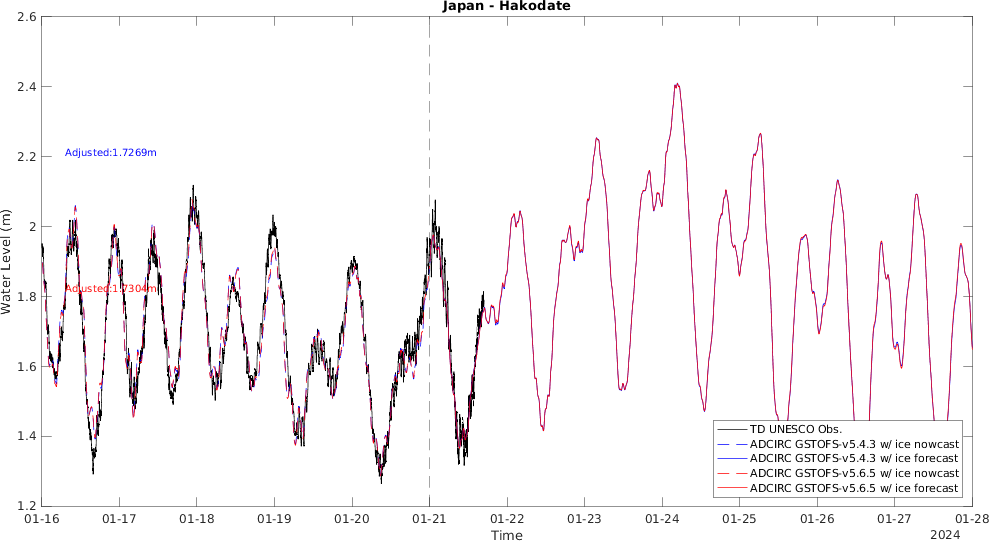 Japan - Hakodate
2.6
2.4
2.2
2
1.8
1.6
1.4
1.2
Water Level (m)
Adjusted:1.7269m
Adjusted:1.7304m
TD UNESCO Obs.
ADCIRC GSTOFS-v5.4.3 w/ ice nowcast
ADCIRC GSTOFS-v5.4.3 w/ ice forecast
ADCIRC GSTOFS-v5.6.5 w/ ice nowcast
ADCIRC GSTOFS-v5.6.5 w/ ice forecast
01-16 01-17 01-18 01-19 01-20 01-21 01-22 01-23 01-24 01-25 01-26 01-27 01-28
Time
2024